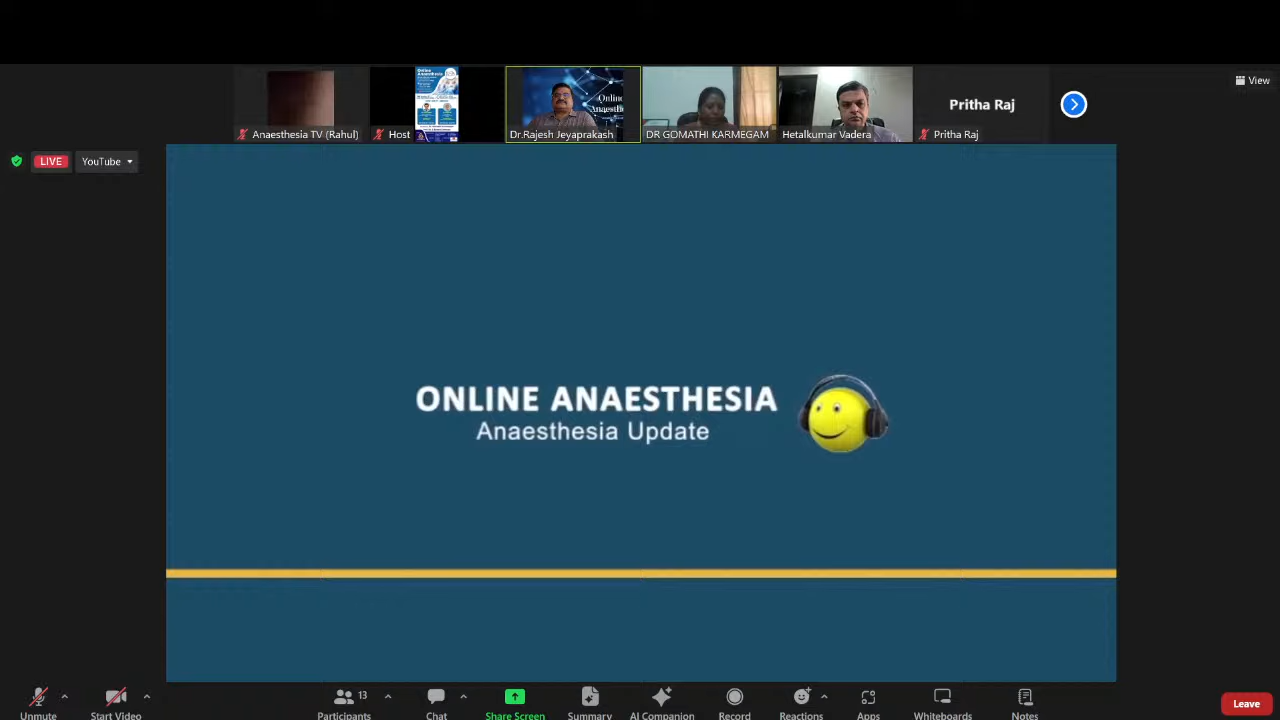 View
Pritha Raj
Anaesthesia TV (Rahul)
Host
Online
Anaesthesia
Dr.Rajesh Jeyaprakash
DR GOMATHI KARMEGAM
Hetalkumar Vadera
Pritha Raj
LIVE
YouTube
ONLINE ANAESTHESIA
Anaesthesia Update
13
Unmute
Start Video
Participants
Chat
Share Screen
Summary
AI Companion
Record
Reactions
Apps
Whiteboards
Notes
Leave